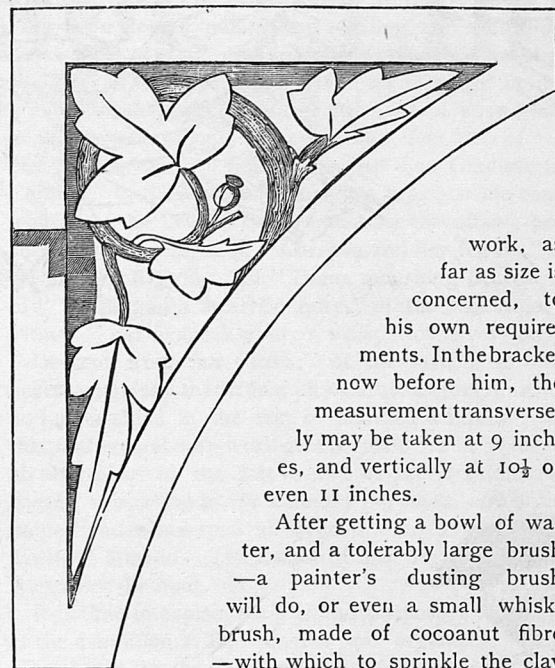 work, as
far as size is
concerned, to
his own require-
ments. In the bracket
now before him, the
measurement transverse-
ly may be taken at 9 inch-
es, and vertically at 10½ or
even 11 inches.
After getting a bowl of wa-
ter, and a tolerably large brush
—a painter's dusting brush
will do, or even a small whisk-
brush, made of cocoanut fibre
—with which to sprinkle the clay